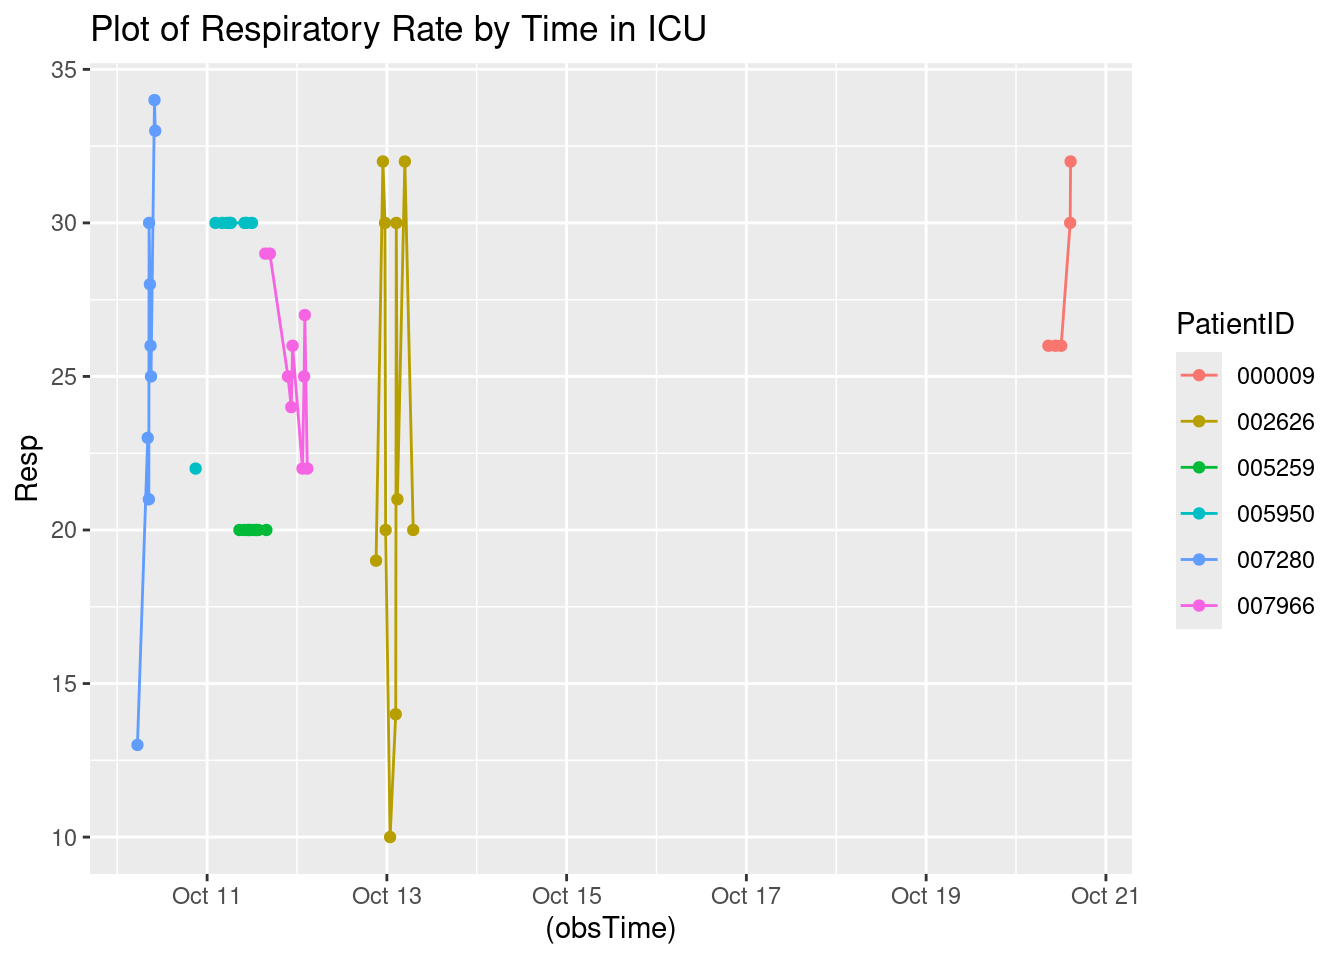 Plot of Respiratory Rate by Time in ICU
35
30
25
20
15
10
Resp
Oct 11
Oct 13
Oct 15
Oct 17
Oct 19
Oct 21
(obsTime)
PatientID
000009
002626
005259
005950
007280
007966